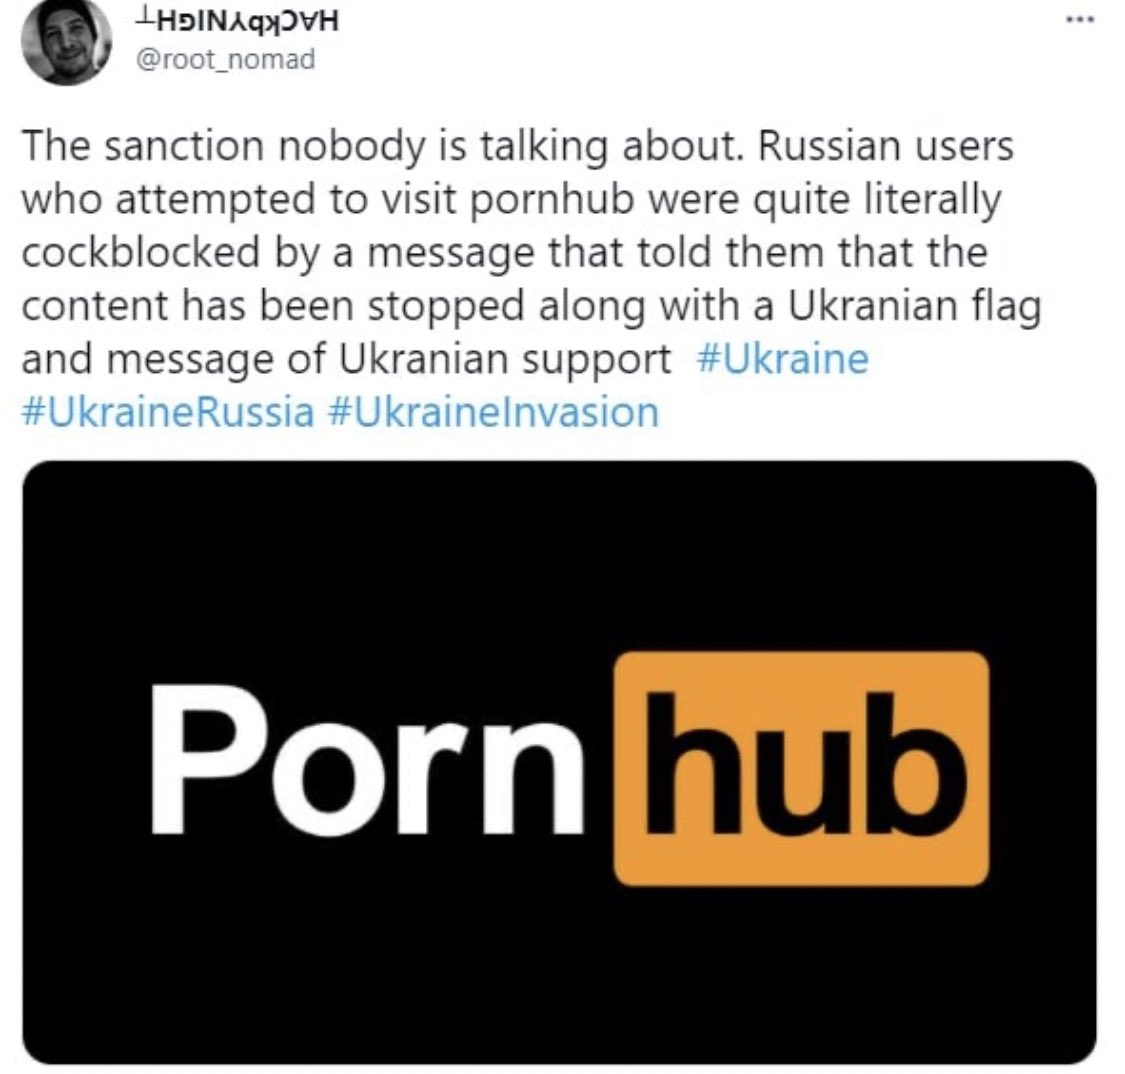 ┴HƃINʎqʞƆ∀H
@root_nomad
The sanction nobody is talking about. Russian users
who attempted to visit pornhub were quite literally
cockblocked by a message that told them that the
content has been stopped along with a Ukranian flag
and message of Ukranian support #Ukraine
#UkraineRussia #UkraineInvasion
Porn hub